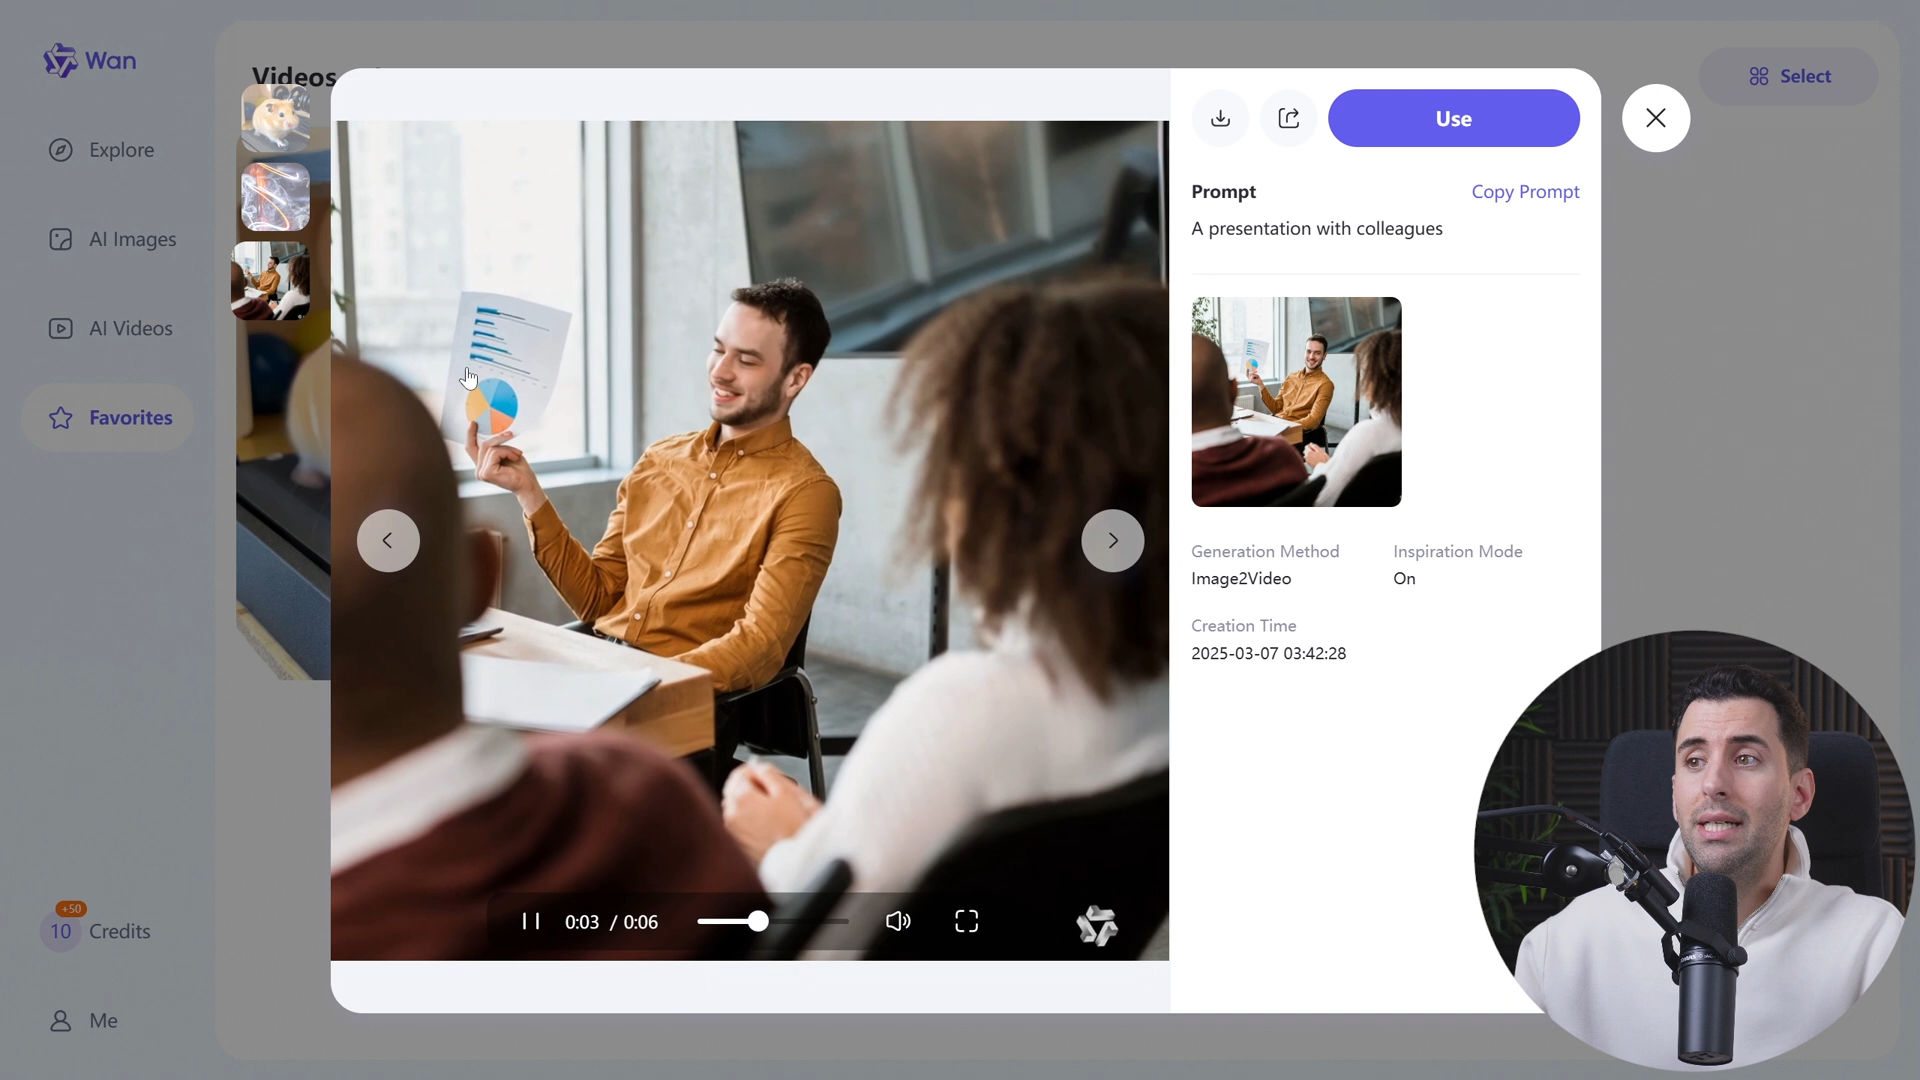 Wan
Explore
AI Images
AI Videos
Favorites
+50
10 Credits
Me
Videos
Select
Use
Prompt
Copy Prompt
A presentation with colleagues
Generation Method
Inspiration Mode
Image2Video
On
Creation Time
2025-03-07 03:42:28
0:03 / 0:06